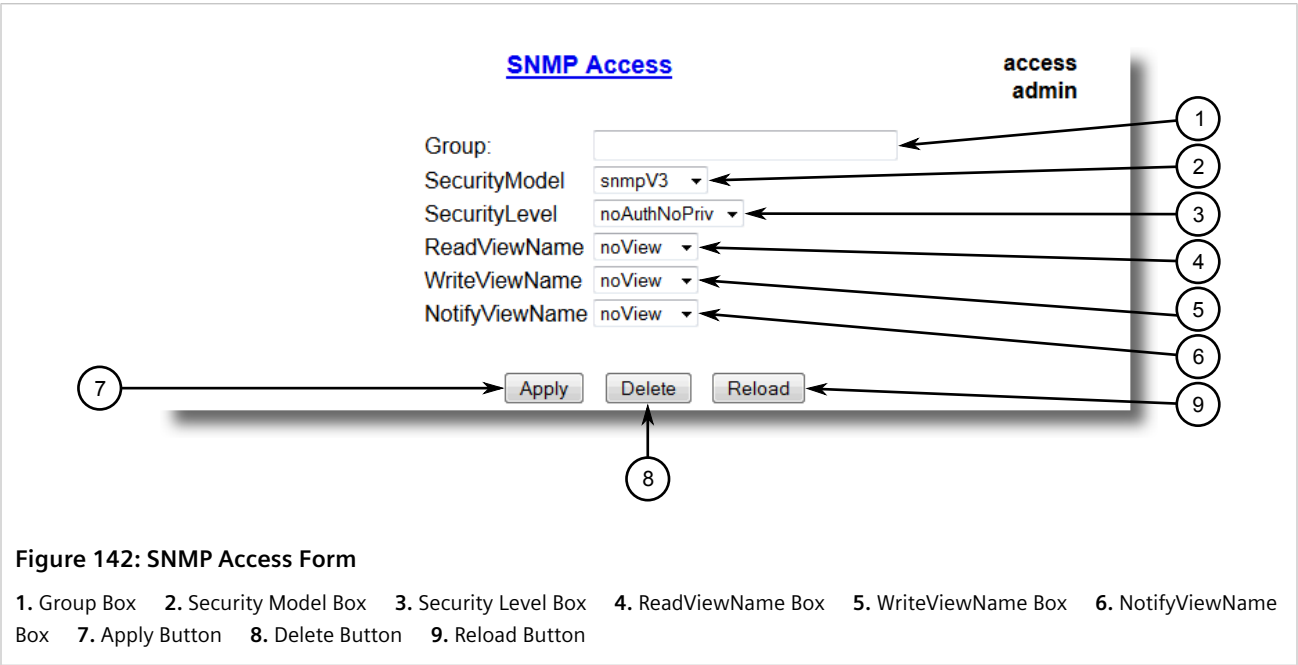 SNMP Access
access
admin
Group:
1
SecurityModel snmpV3
2
SecurityLevel noAuthNoPriv
3
ReadViewName noView
4
WriteViewName noView
5
NotifyViewName noView
6
7
Apply Delete Reload
9
8
Figure 142: SNMP Access Form
1. Group Box 2. Security Model Box 3. Security Level Box 4. ReadViewName Box 5. WriteViewName Box 6. NotifyViewName
Box 7. Apply Button 8. Delete Button 9. Reload Button